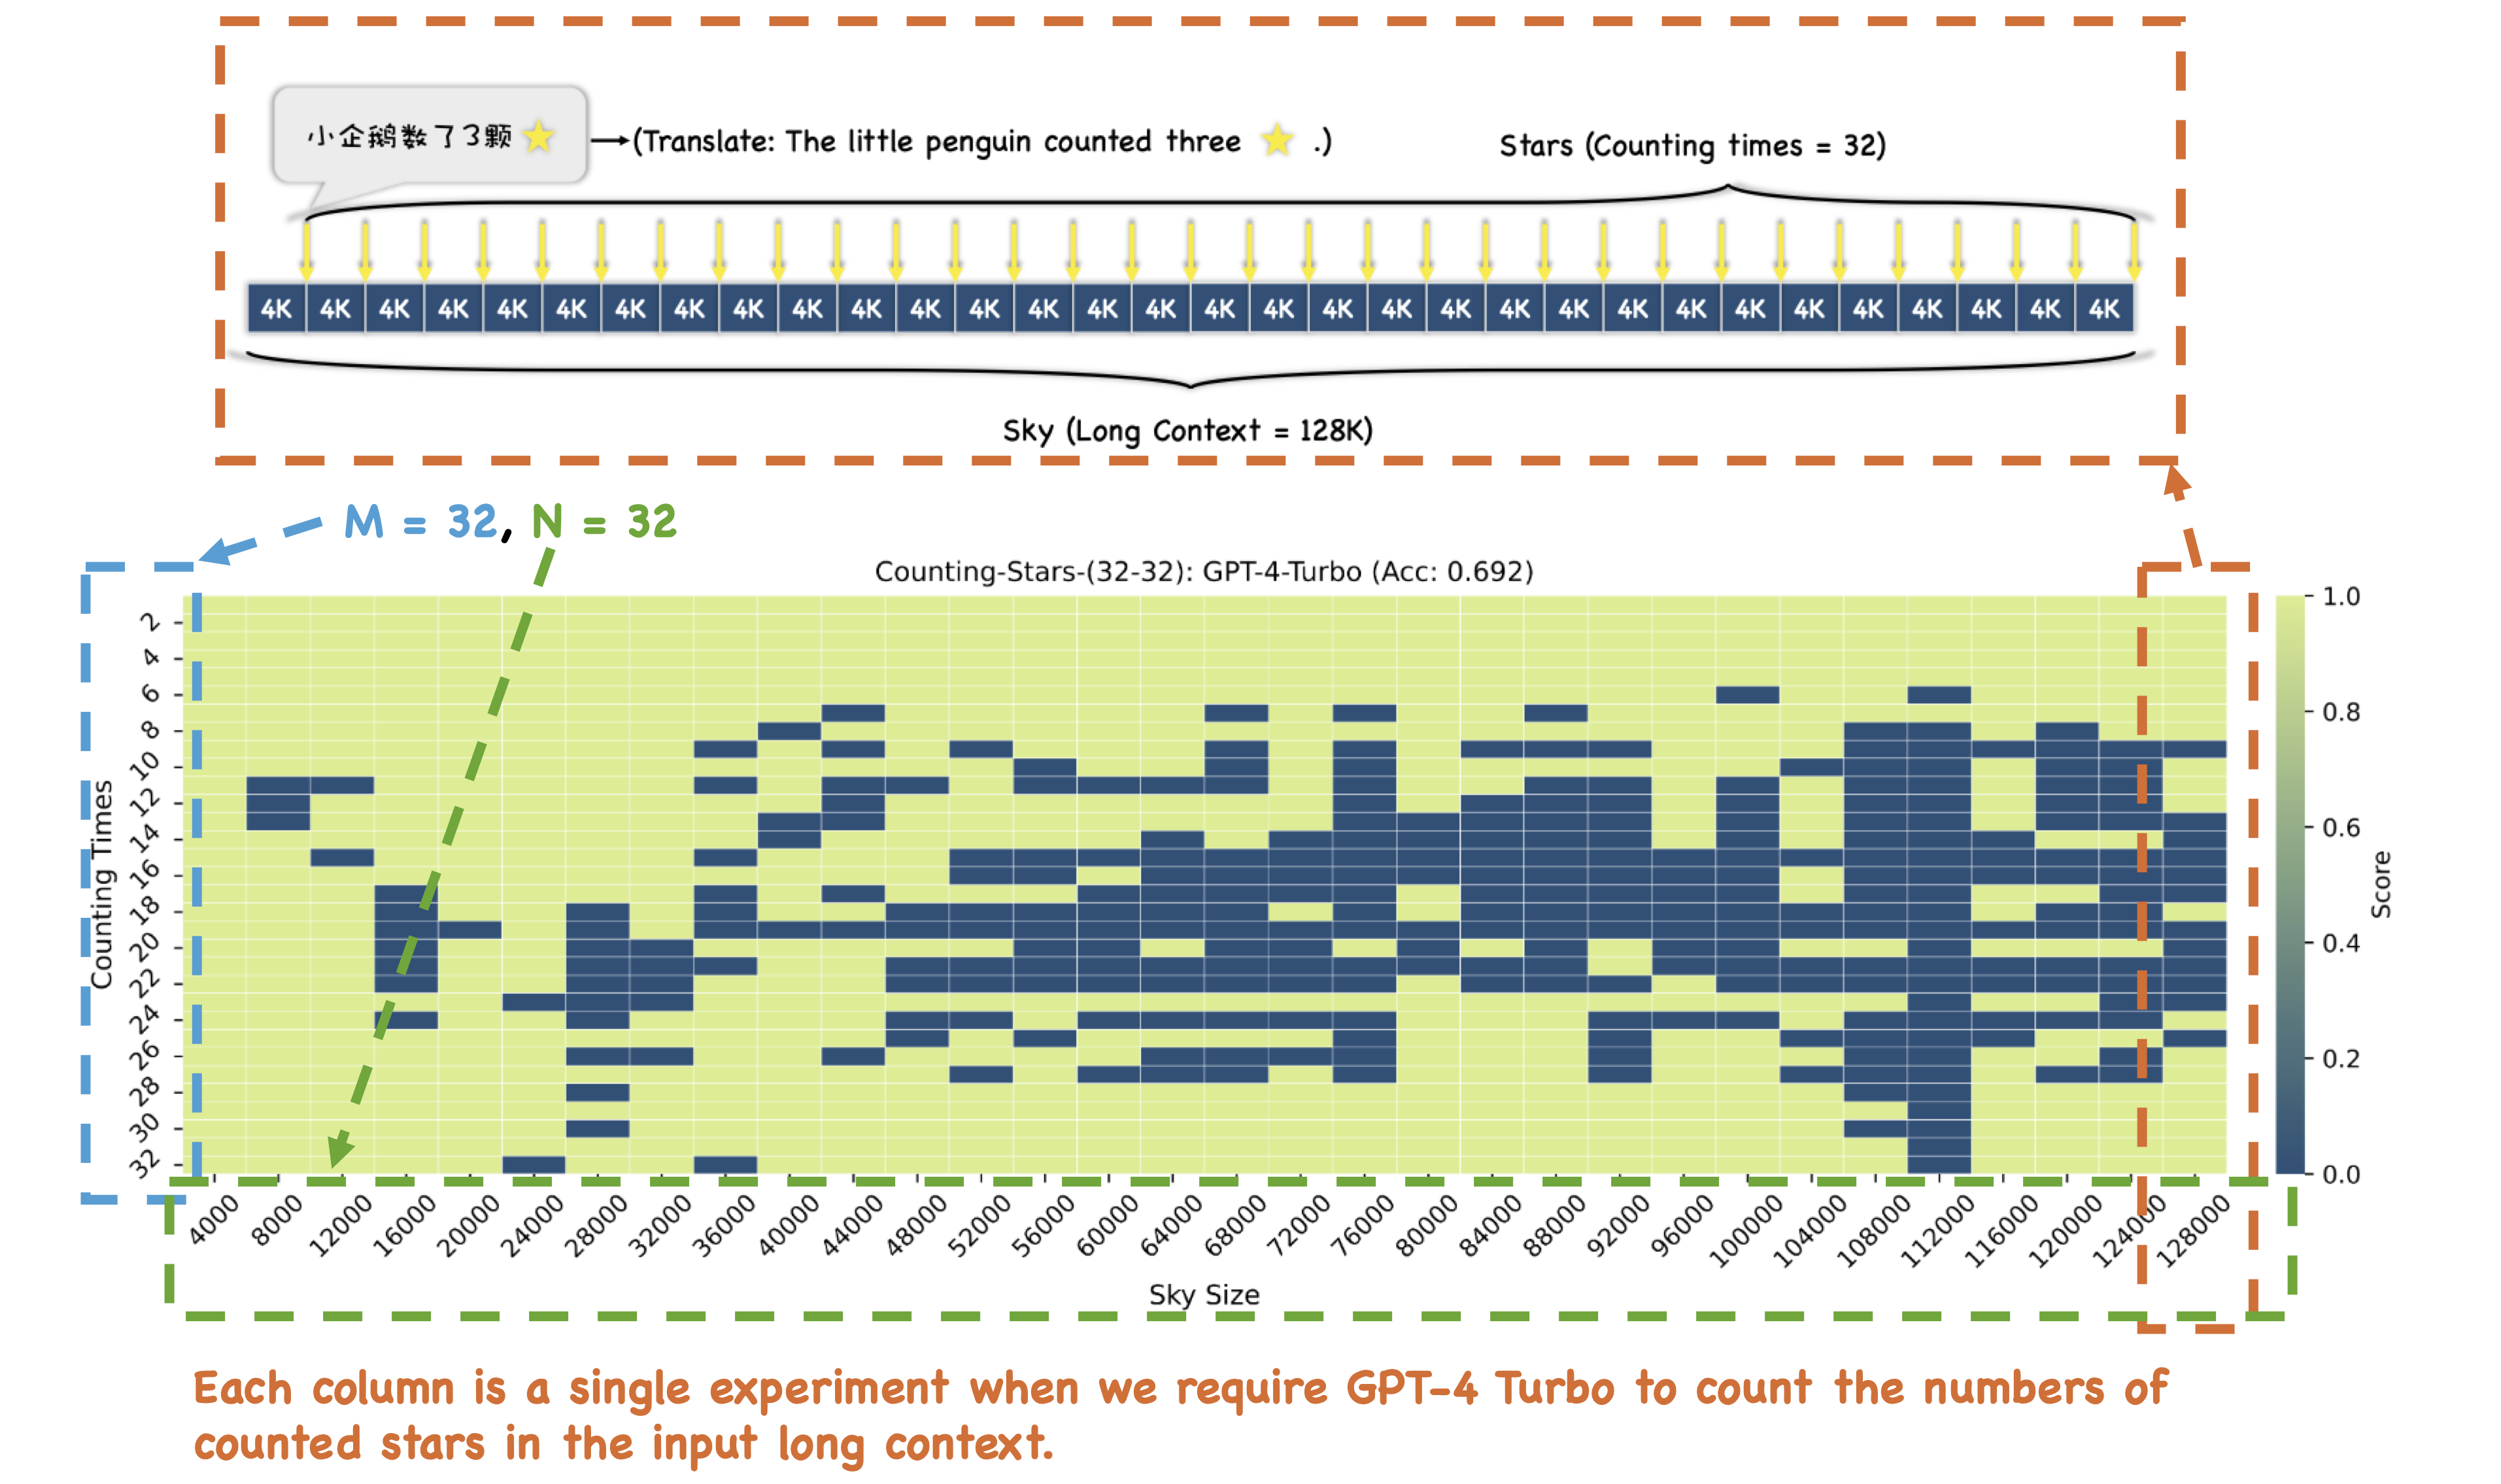 小企鹅数了3颗
(Translate: The little penguin counted three .)
Stars (Counting times = 32)
4K 4K 4K 4K 4K 4K 4K 4K 4K 4K 4K 4K 4K 4K 4K 4K 4K 4K 4K 4K 4K 4K 4K 4K 4K 4K 4K 4K 4K 4K 4K 4K
Sky (Long Context = 128K)
M = 32, N = 32
Counting-Stars-(32-32): GPT-4-Turbo (Acc: 0.692)
Counting Times
2
4
6
8
10
12
14
16
18
20
22
24
26
28
30
32
4000 8000 12000 16000 20000 24000 28000 32000 36000 40000 44000 48000 52000 56000 60000 64000 68000 72000 76000 80000 84000 88000 92000 96000 100000 104000 108000 112000 116000 120000 124000 128000
Sky Size
1.0
0.8
0.6
0.4
0.2
0.0
Score
Each column is a single experiment when we require GPT-4 Turbo to count the numbers of
counted stars in the input long context.